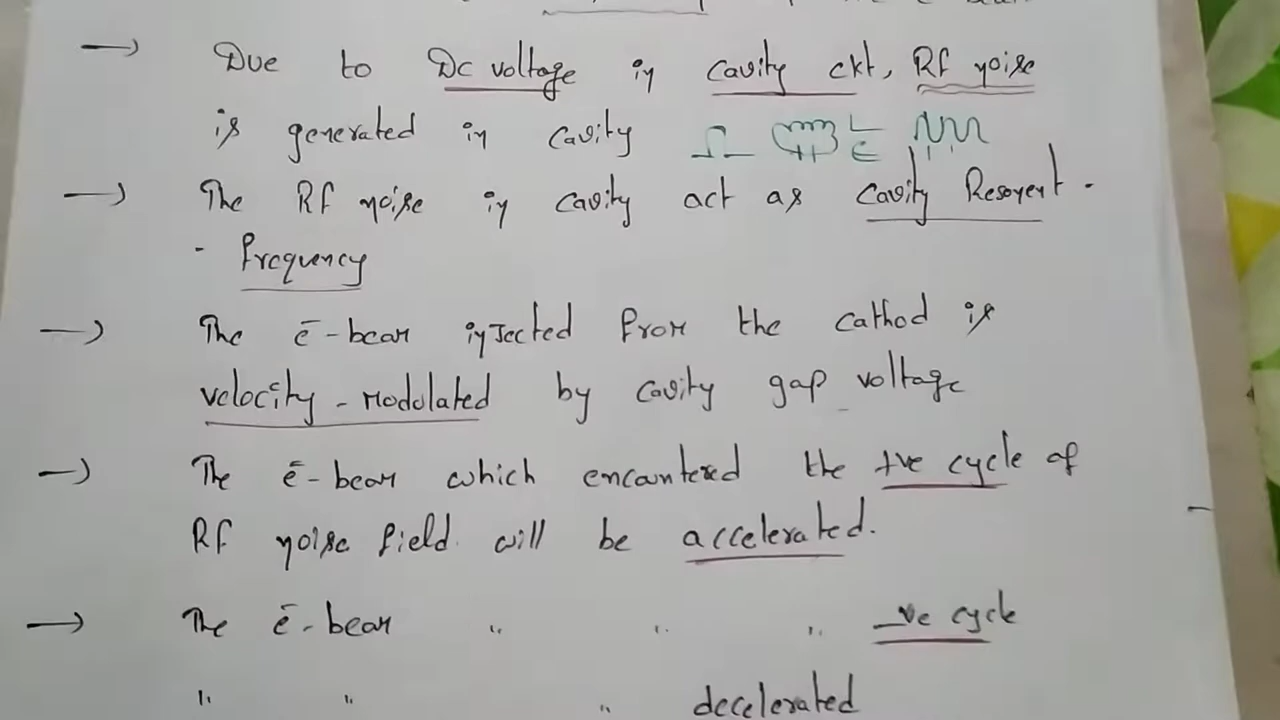 → Due to Dc voltage in cavity ckt, Rf noise
is generated in cavity
→ The Rf noise in cavity act as cavity Resonent -
- frequency
→ The ē - beam injected from the cathod is
velocity - modulated by cavity gap voltage
→ The ē - beam which encountered the +ve cycle of
Rf noise field will be accelerated.
→ The ē - beam " " " -ve cycle
" " " decelerated